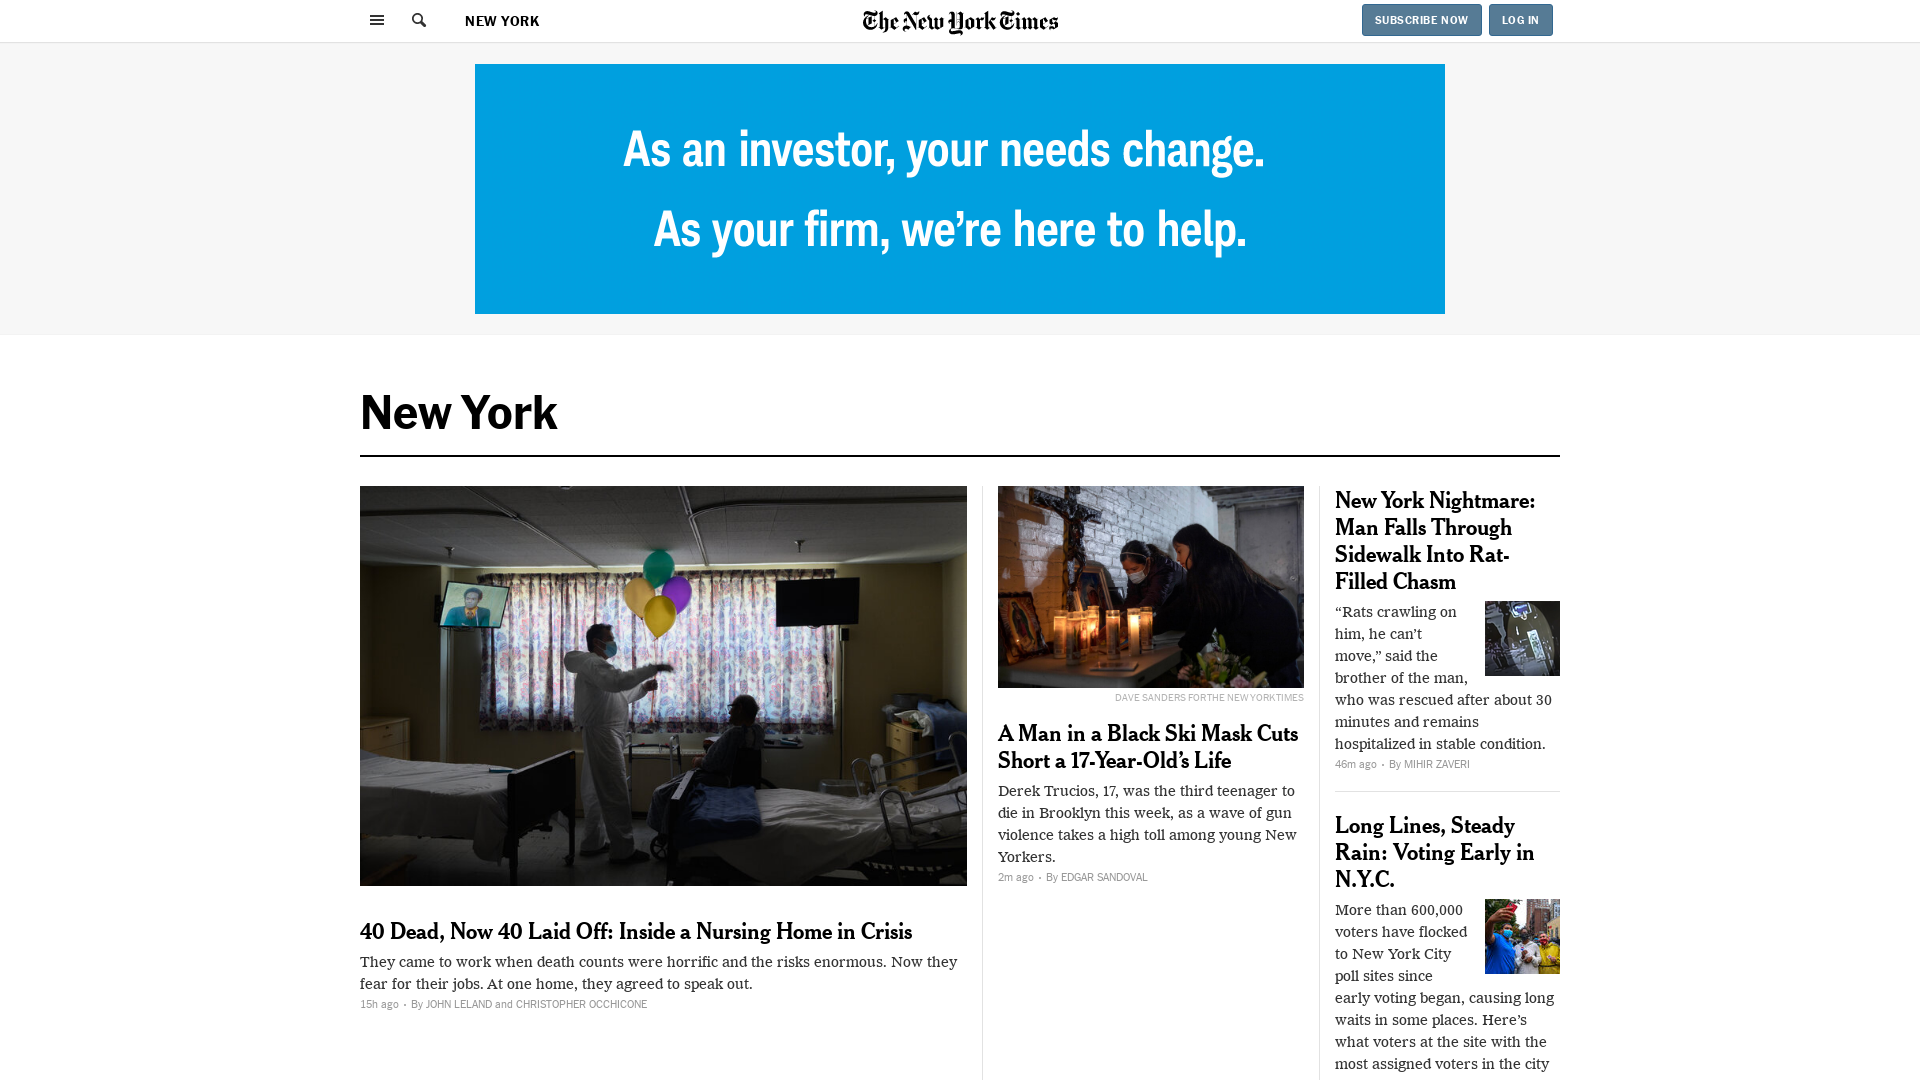 NEW YORK
The New York Times
SUBSCRIBE NOW
LOG IN
As an investor, your needs change.
As your firm, we’re here to help.
New York
40 Dead, Now 40 Laid Off: Inside a Nursing Home in Crisis
They came to work when death counts were horrific and the risks enormous. Now they
fear for their jobs. At one home, they agreed to speak out.
15h ago • By JOHN LELAND and CHRISTOPHER OCCHICONE
DAVE SANDERS FOR THE NEW YORK TIMES
A Man in a Black Ski Mask Cuts
Short a 17-Year-Old’s Life
Derek Trucios, 17, was the third teenager to
die in Brooklyn this week, as a wave of gun
violence takes a high toll among young New
Yorkers.
2m ago • By EDGAR SANDOVAL
New York Nightmare:
Man Falls Through
Sidewalk Into Rat-
Filled Chasm
“Rats crawling on
him, he can’t
move,” said the
brother of the man,
who was rescued after about 30
minutes and remains
hospitalized in stable condition.
46m ago • By MIHIR ZAVERI
Long Lines, Steady
Rain: Voting Early in
N.Y.C.
More than 600,000
voters have flocked
to New York City
poll sites since
early voting began, causing long
waits in some places. Here’s
what voters at the site with the
most assigned voters in the city